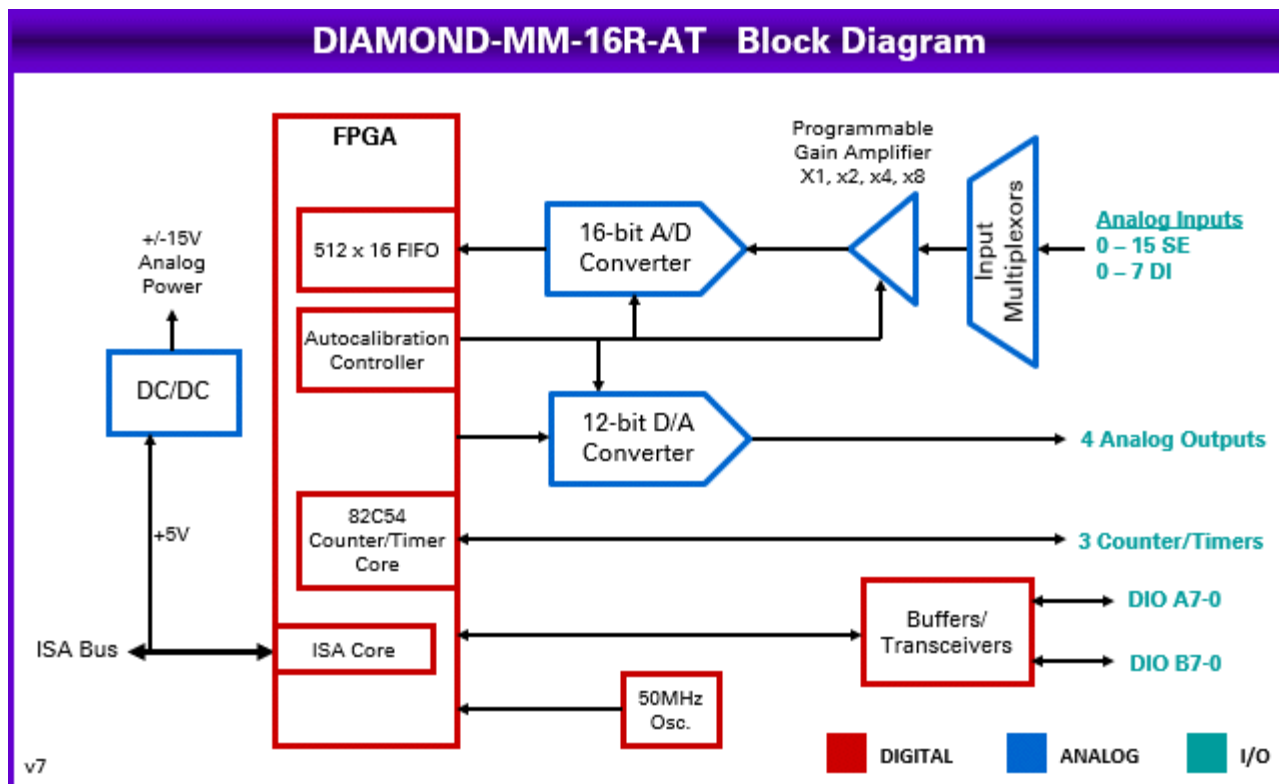 DIAMOND-MM-16R-AT Block Diagram
FPGA
Programmable
Gain Amplifier
X1, x2, x4, x8
512 x 16 FIFO
16-bit A/D
Converter
Input
Multiplexors
Analog Inputs
0 – 15 SE
0 – 7 DI
+/-15V
Analog
Power
Autocalibration
Controller
DC/DC
12-bit D/A
Converter
4 Analog Outputs
+5V
82C54
Counter/Timer
Core
3 Counter/Timers
ISA Bus
ISA Core
Buffers/
Transceivers
DIO A7-0
DIO B7-0
50MHz
Osc.
v7
DIGITAL
ANALOG
I/O